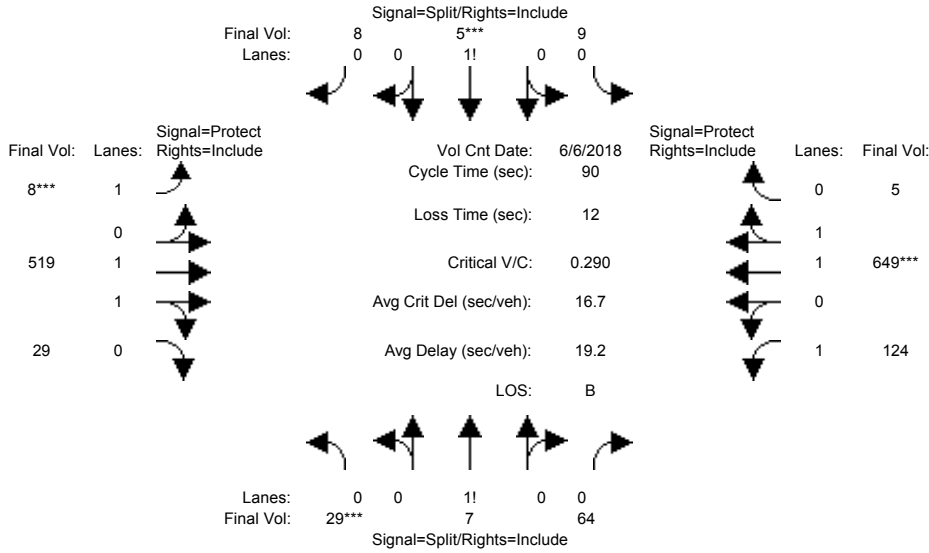 Signal=Split/Rights=Include
Final Vol: 8 5*** 9
Lanes: 0 0 1! 0 0
Signal=Protect Signal=Protect
Final Vol: Lanes: Rights=Include Vol Cnt Date: 6/6/2018 Rights=Include Lanes: Final Vol:
Cycle Time (sec): 90
8*** 1 0 5
Loss Time (sec): 12
0 1
519 1 Critical V/C: 0.290 1 649***
1 Avg Crit Del (sec/veh): 16.7 0
29 0 Avg Delay (sec/veh): 19.2 1 124
LOS: B
Lanes: 0 0 1! 0 0
Final Vol: 29*** 7 64
Signal=Split/Rights=Include